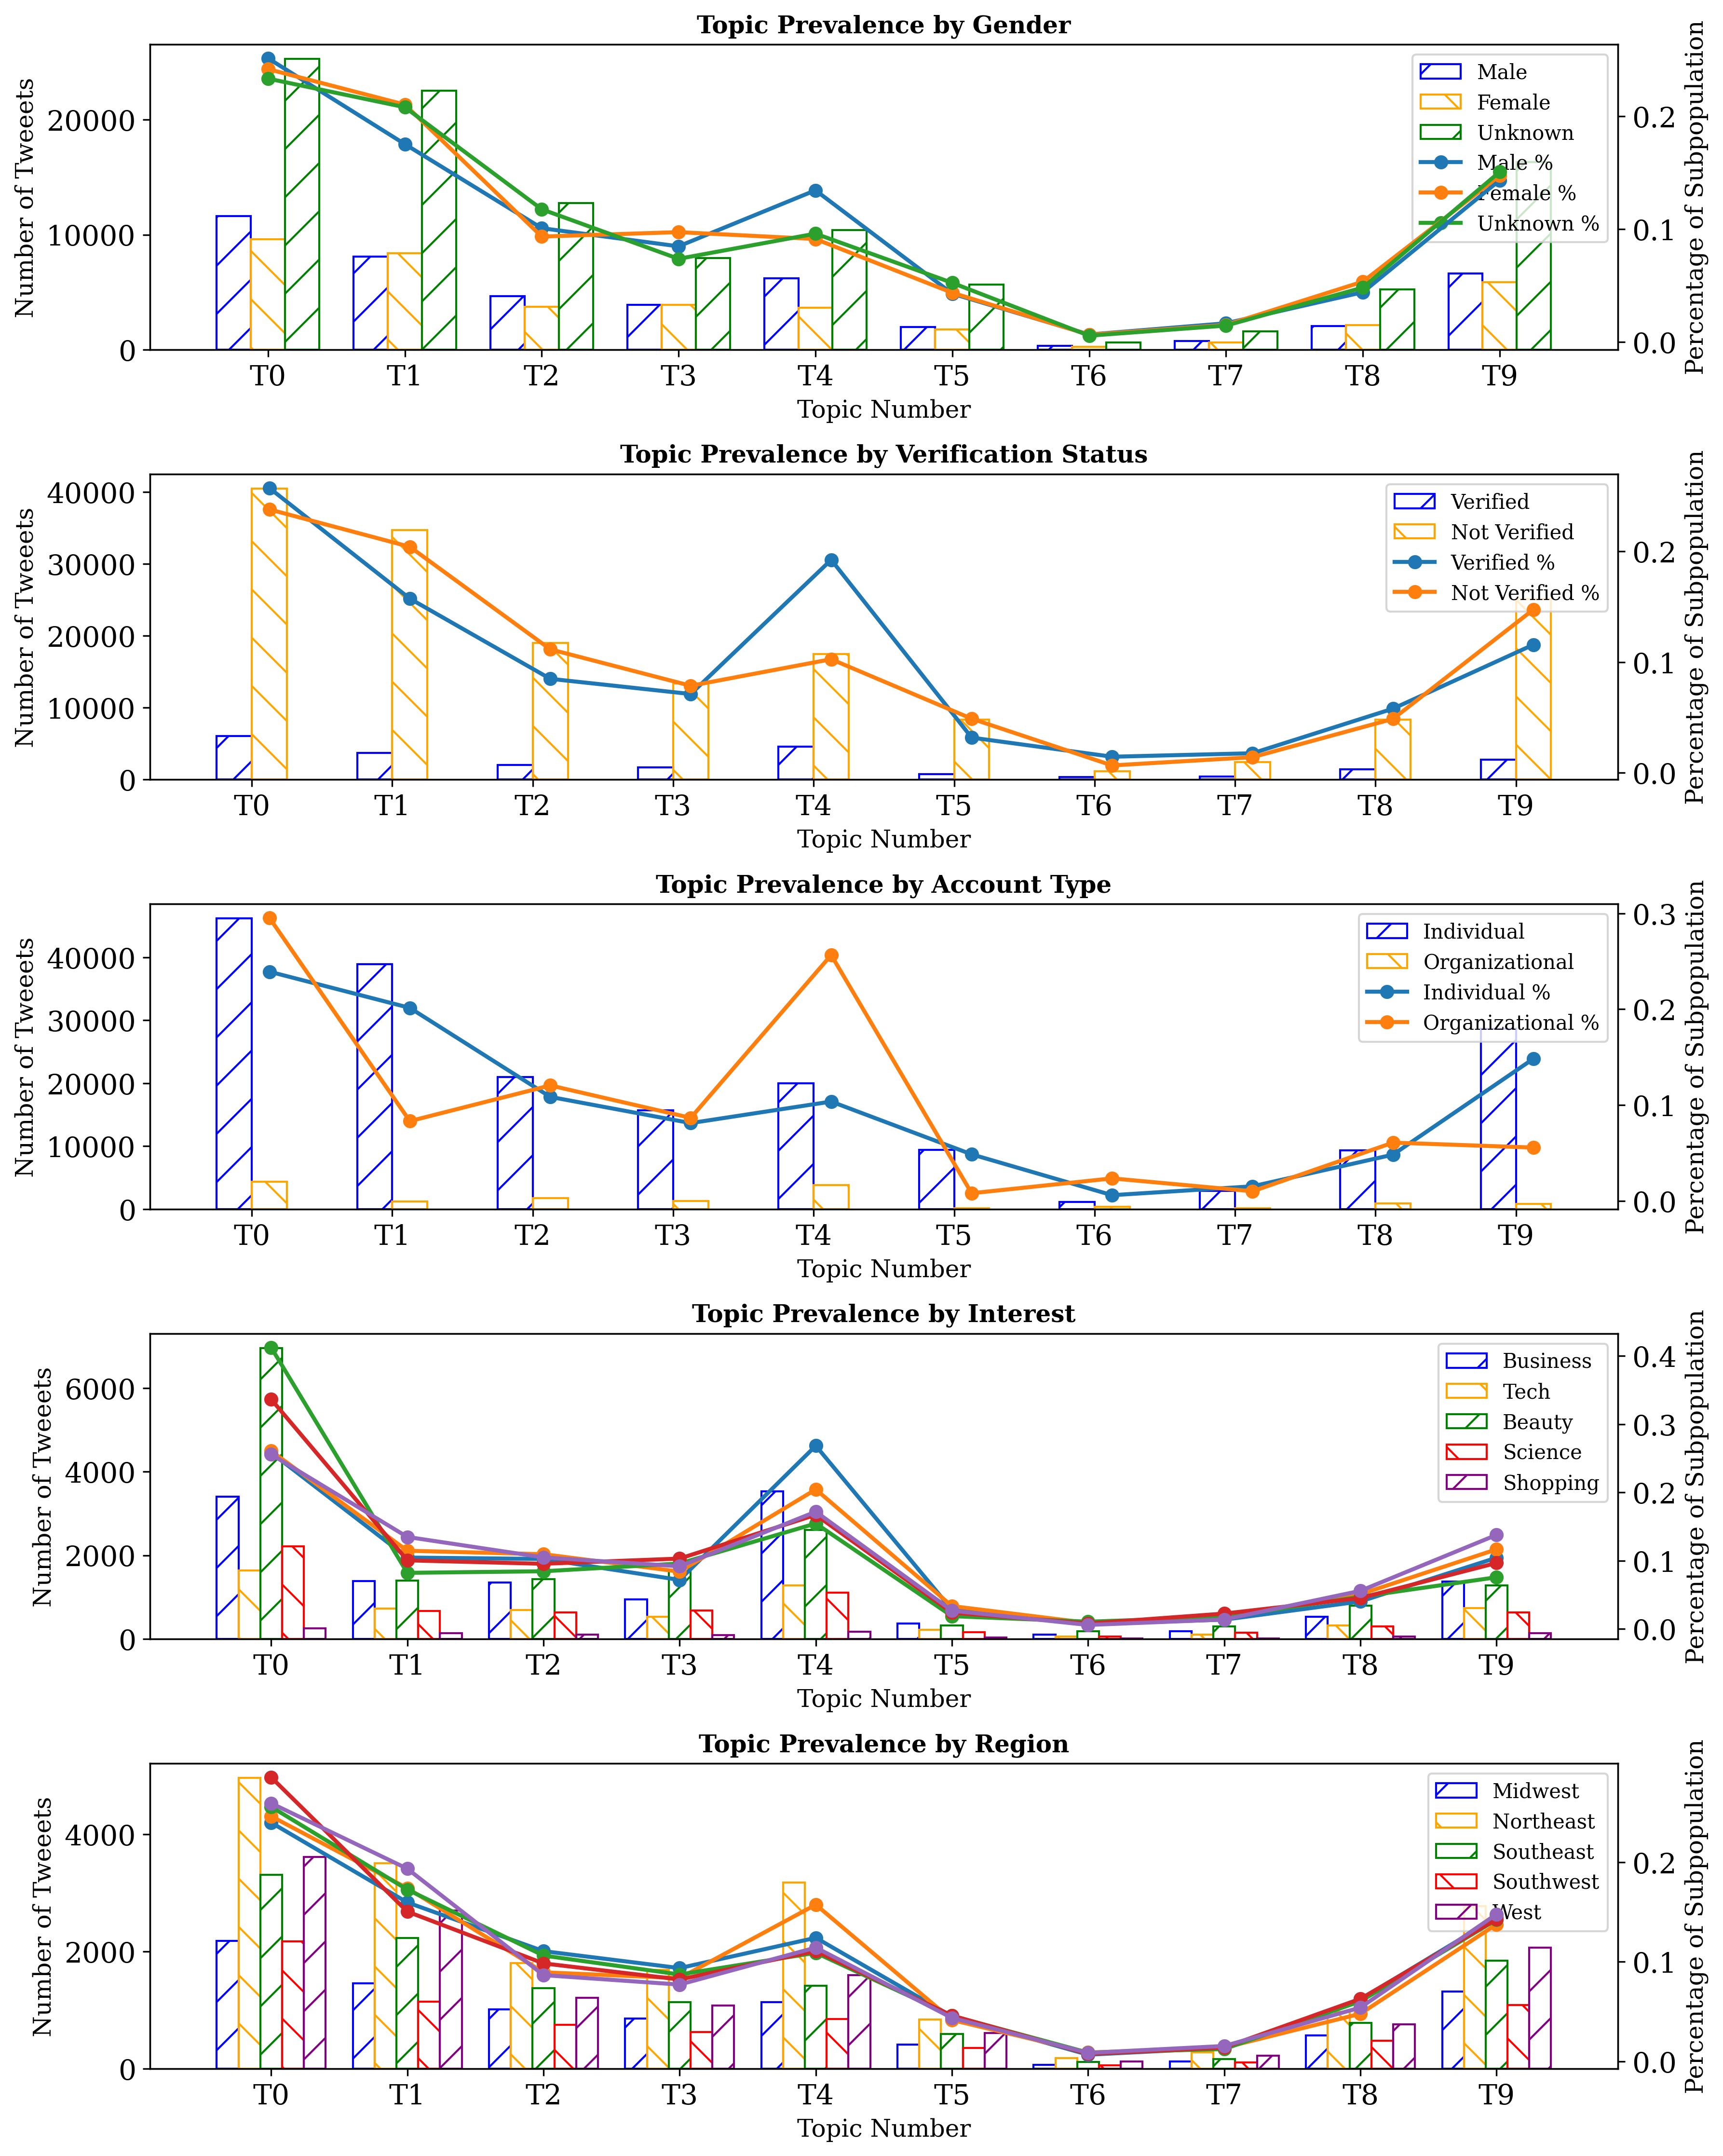 Topic Prevalence by Gender
Number of Tweeets
20000
10000
0
Male
Female
Unknown
Male %
Female %
Unknown %
0.2
0.1
0.0
Percentage of Subpopulation
T0 T1 T2 T3 T4 T5 T6 T7 T8 T9
Topic Number
Topic Prevalence by Verification Status
Number of Tweeets
40000
30000
20000
10000
0
Verified
Not Verified
Verified %
Not Verified %
0.2
0.1
0.0
Percentage of Subpopulation
T0 T1 T2 T3 T4 T5 T6 T7 T8 T9
Topic Number
Topic Prevalence by Account Type
Number of Tweeets
40000
30000
20000
10000
0
Individual
Organizational
Individual %
Organizational %
0.3
0.2
0.1
0.0
Percentage of Subpopulation
T0 T1 T2 T3 T4 T5 T6 T7 T8 T9
Topic Number
Topic Prevalence by Interest
Number of Tweeets
6000
4000
2000
0
Business
Tech
Beauty
Science
Shopping
0.4
0.3
0.2
0.1
0.0
Percentage of Subpopulation
T0 T1 T2 T3 T4 T5 T6 T7 T8 T9
Topic Number
Topic Prevalence by Region
Number of Tweeets
4000
2000
0
Midwest
Northeast
Southeast
Southwest
West
0.2
0.1
0.0
Percentage of Subpopulation
T0 T1 T2 T3 T4 T5 T6 T7 T8 T9
Topic Number